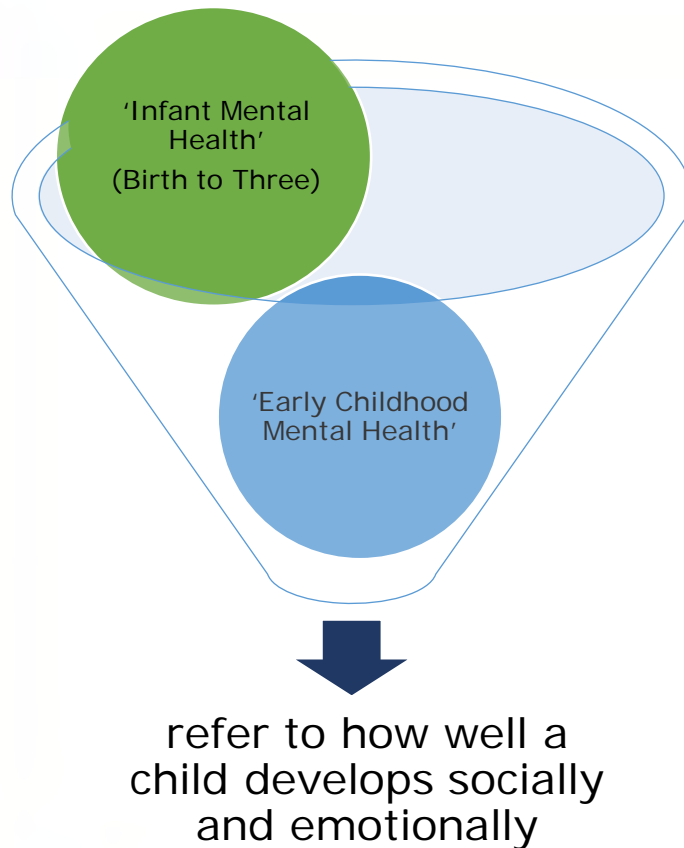 ‘Infant Mental
Health’
(Birth to Three)
‘Early Childhood
Mental Health’
refer to how well a
child develops socially
and emotionally